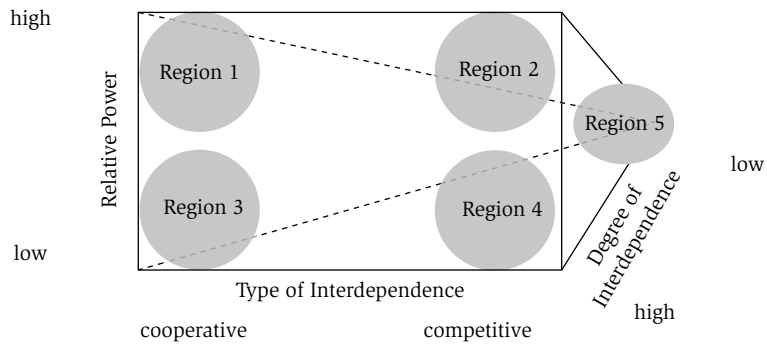 high
Region 1
Region 2
Relative Power
Region 5
low
Region 3
Region 4
low
Degree of
Interdependence
Type of Interdependence
high
cooperative
competitive